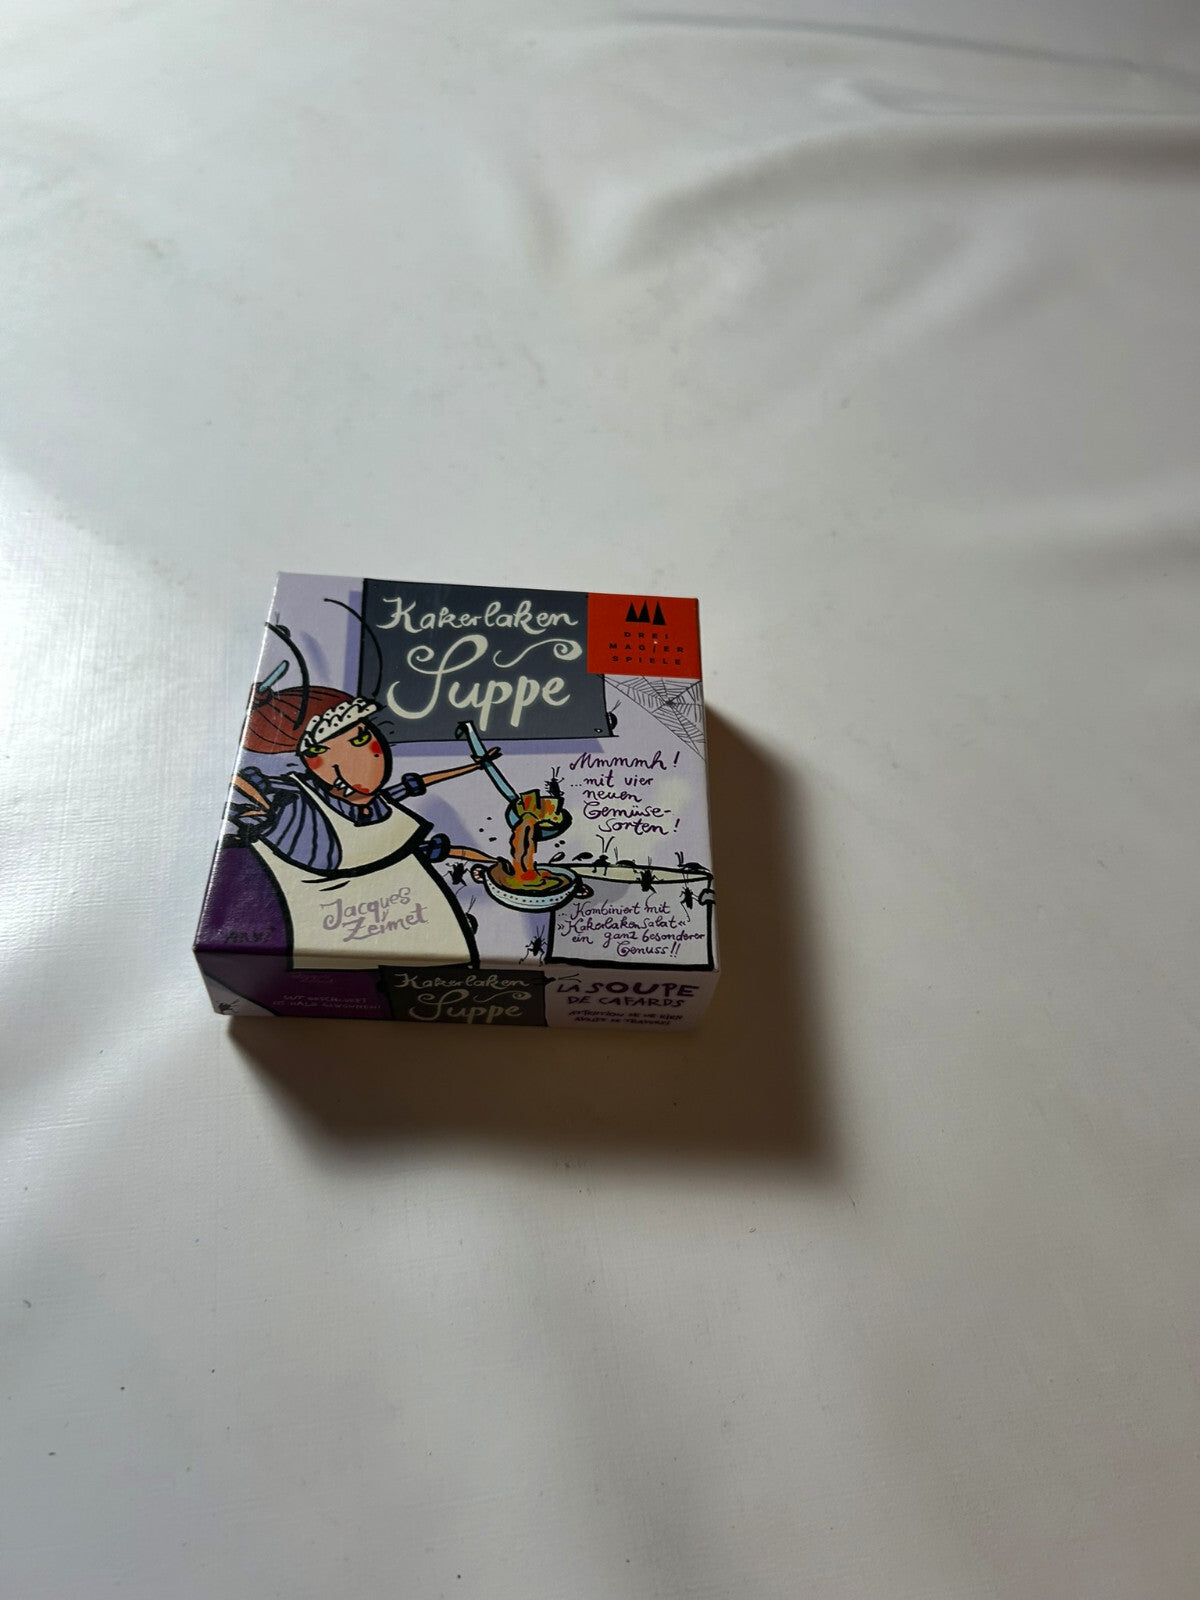 Kakerlaken
Suppe
DREI
MAGIER
SPIELE
Mmmmh!
...mit vier
neuen
Gemüse-
sorten!
Jacques
Zeimet
...Kombiniert mit
»Kakerlakensalat«
ein ganz besonderer
Genuss!!
Kakerlaken
Suppe
LA SOUPE
DE CAFARDS